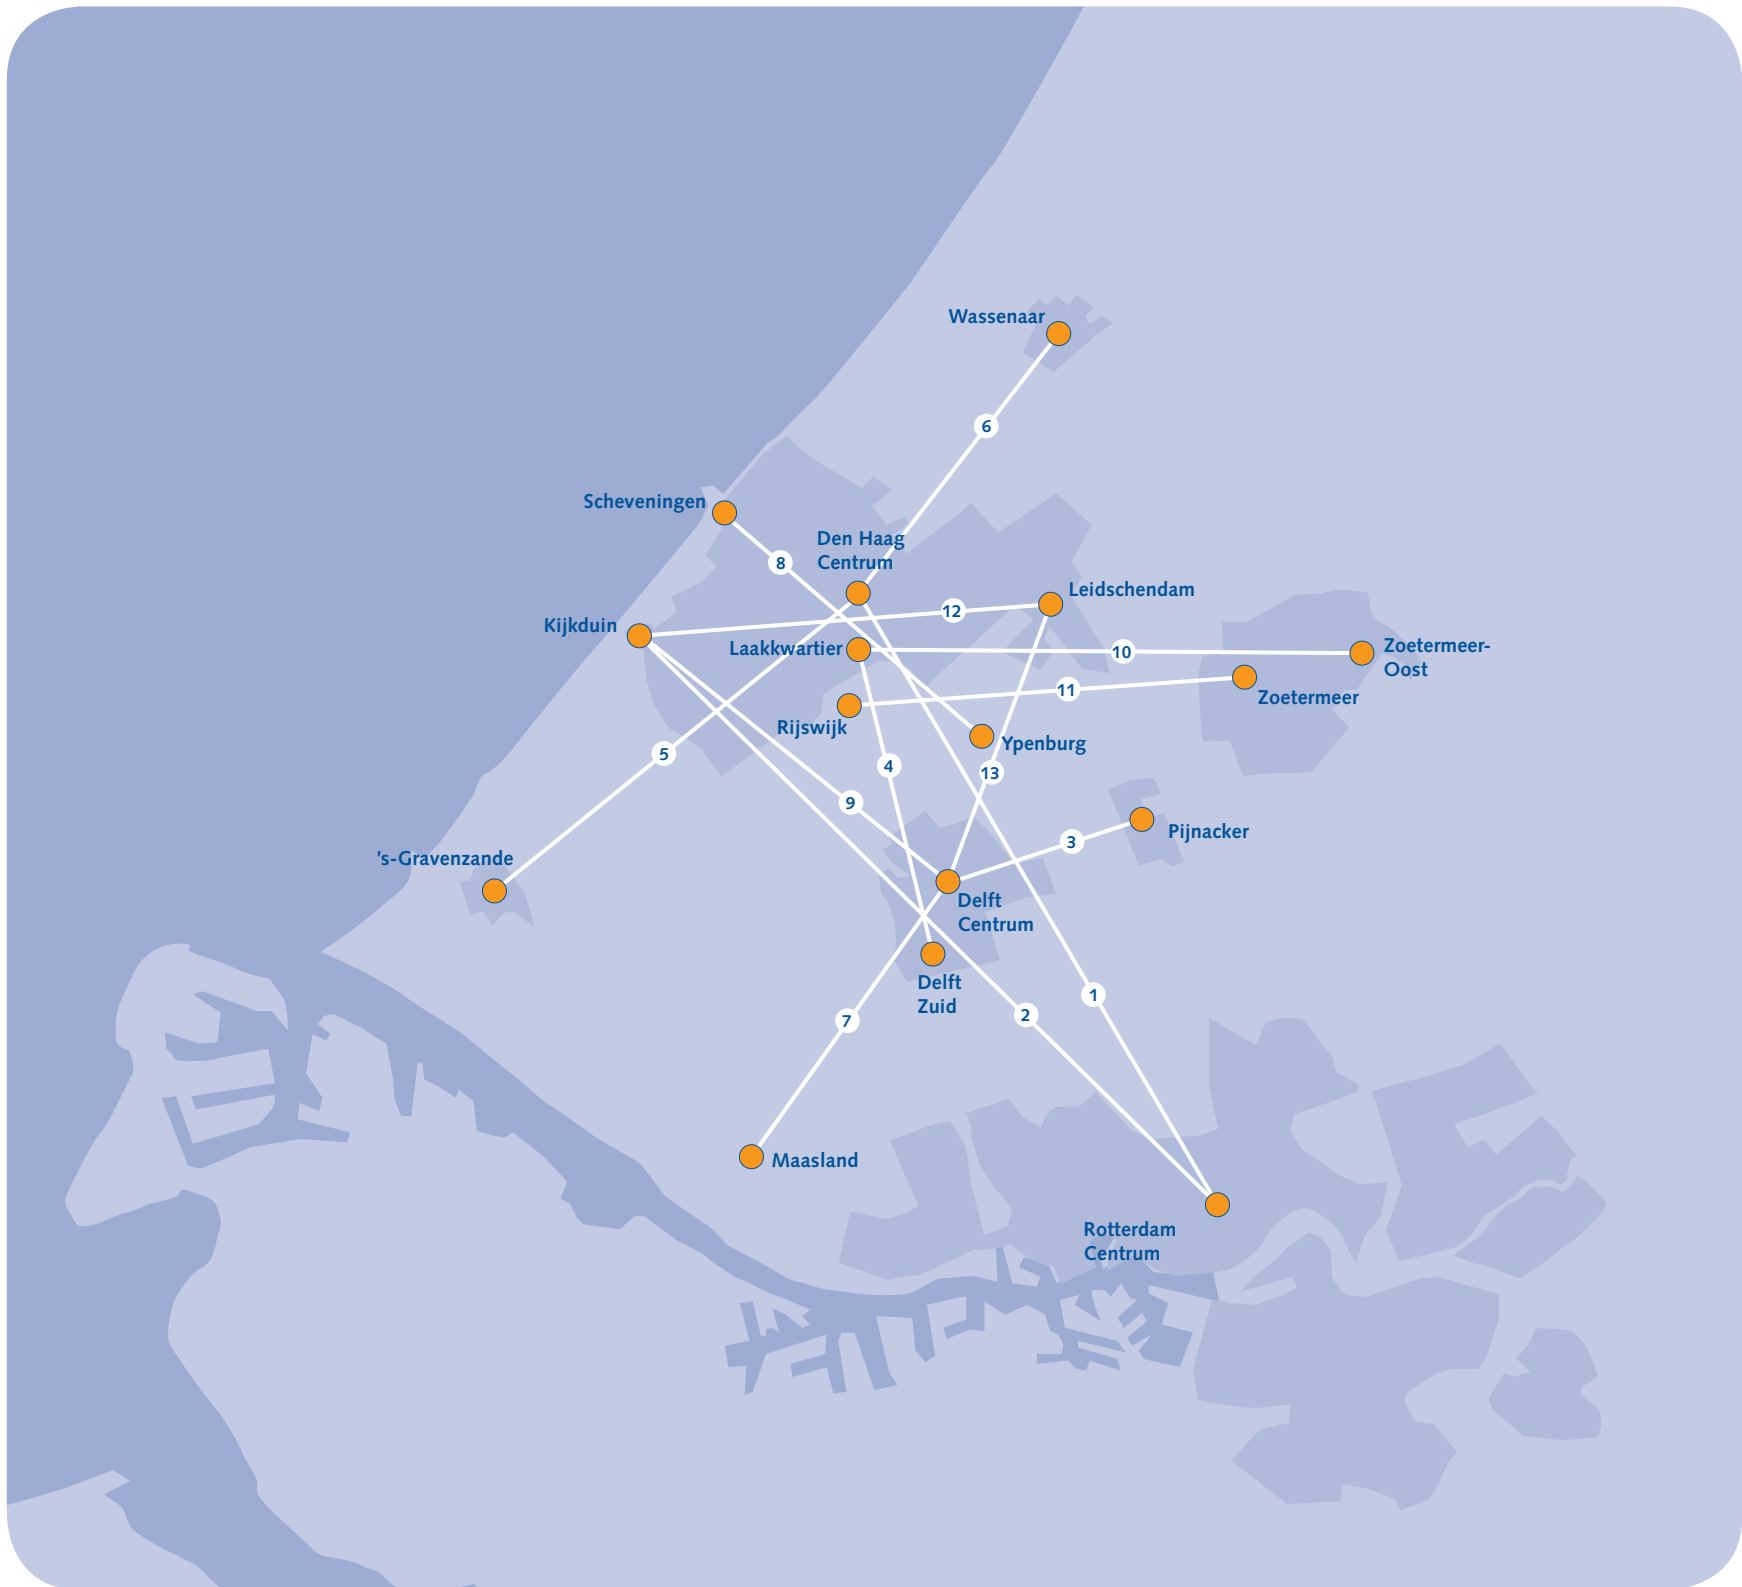 Wassenaar
6
Scheveningen
Den Haag
Centrum
8
Leidschendam
12
Kijkduin
Laakkwartier
10
Zoetermeer-
Oost
11
Zoetermeer
Rijswijk
Ypenburg
5
4
13
9
Pijnacker
3
's-Gravenzande
Delft
Centrum
Delft
Zuid
1
2
7
Maasland
Rotterdam
Centrum